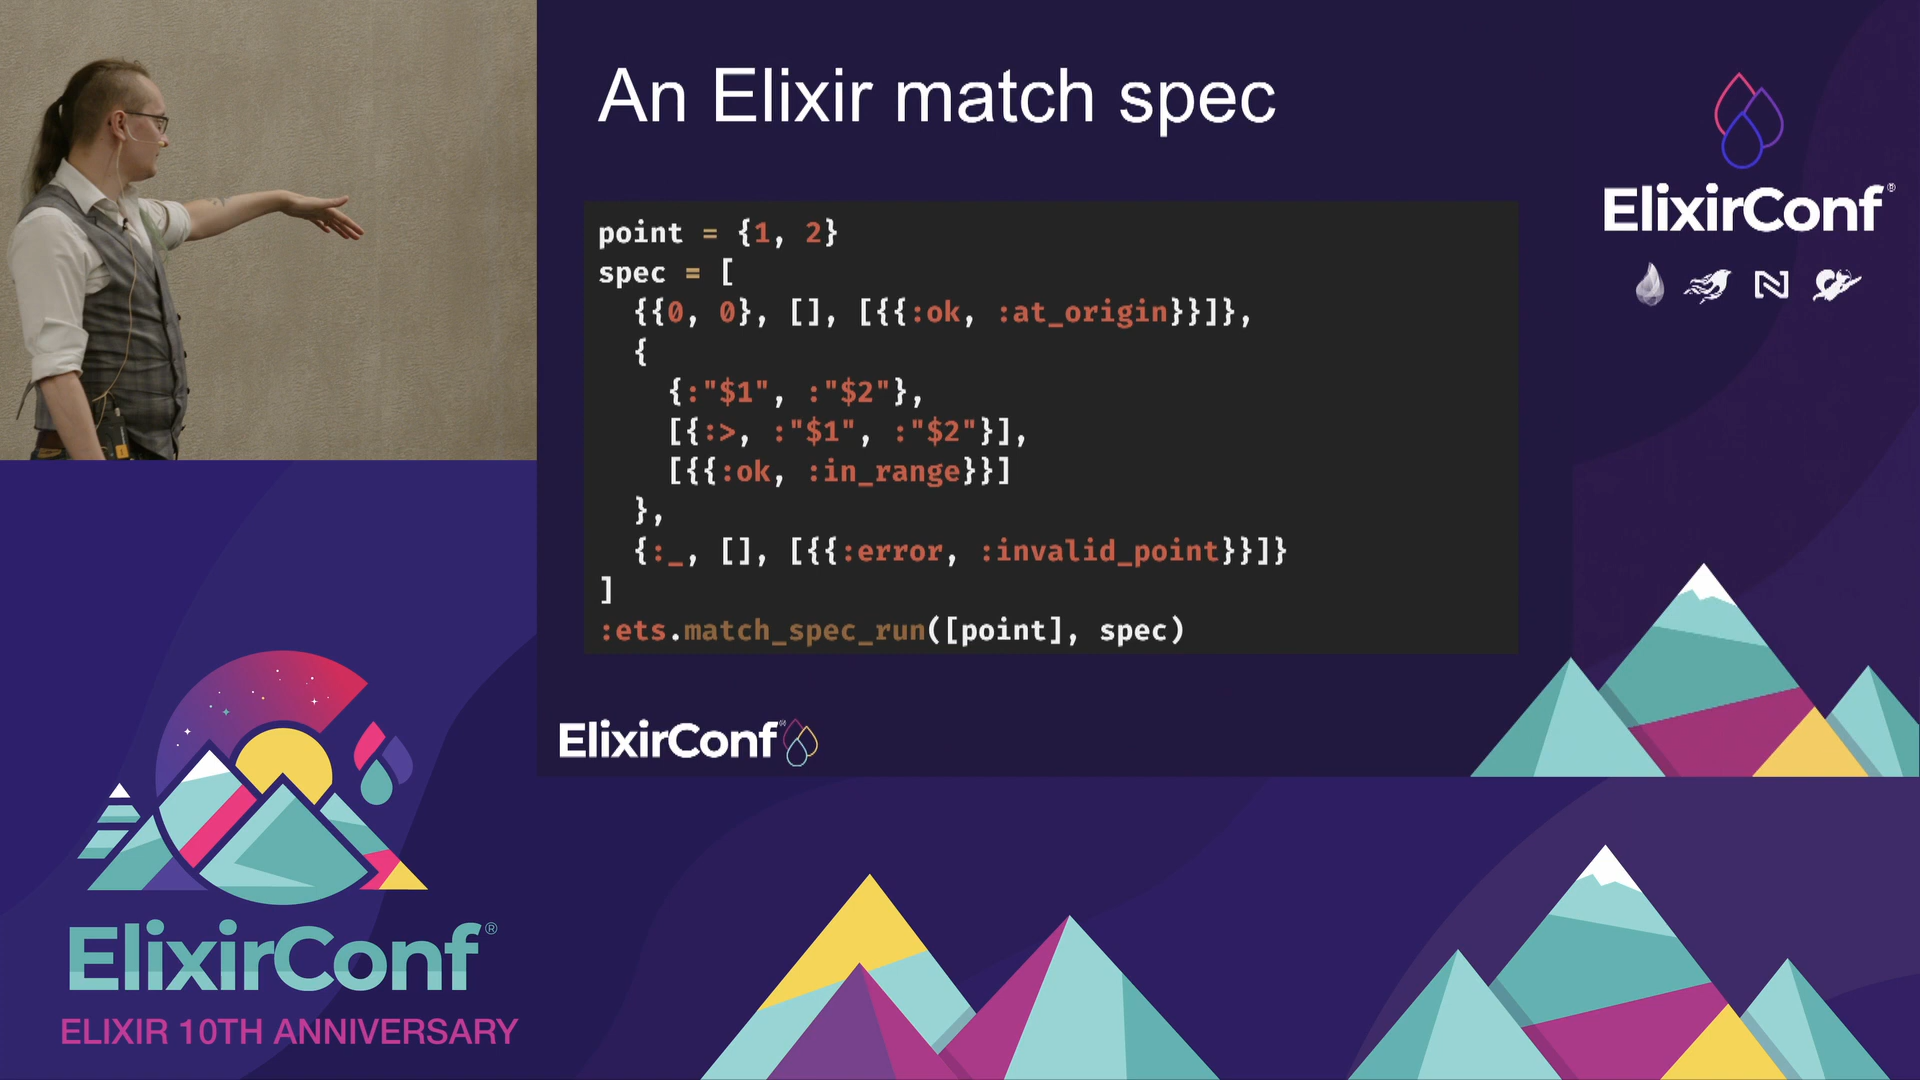 An Elixir match spec
point = {1, 2}
spec = [
  {{0, 0}, [], [{{:ok, :at_origin}}]},
  {
    {:"$1", :"$2"},
    [{:>, :"$1", :"$2"}],
    [{{:ok, :in_range}}]
  },
  {:_, [], [{{:error, :invalid_point}}]}
]
:ets.match_spec_run([point], spec)
ElixirConf®
ElixirConf®
ElixirConf®
ELIXIR 10TH ANNIVERSARY